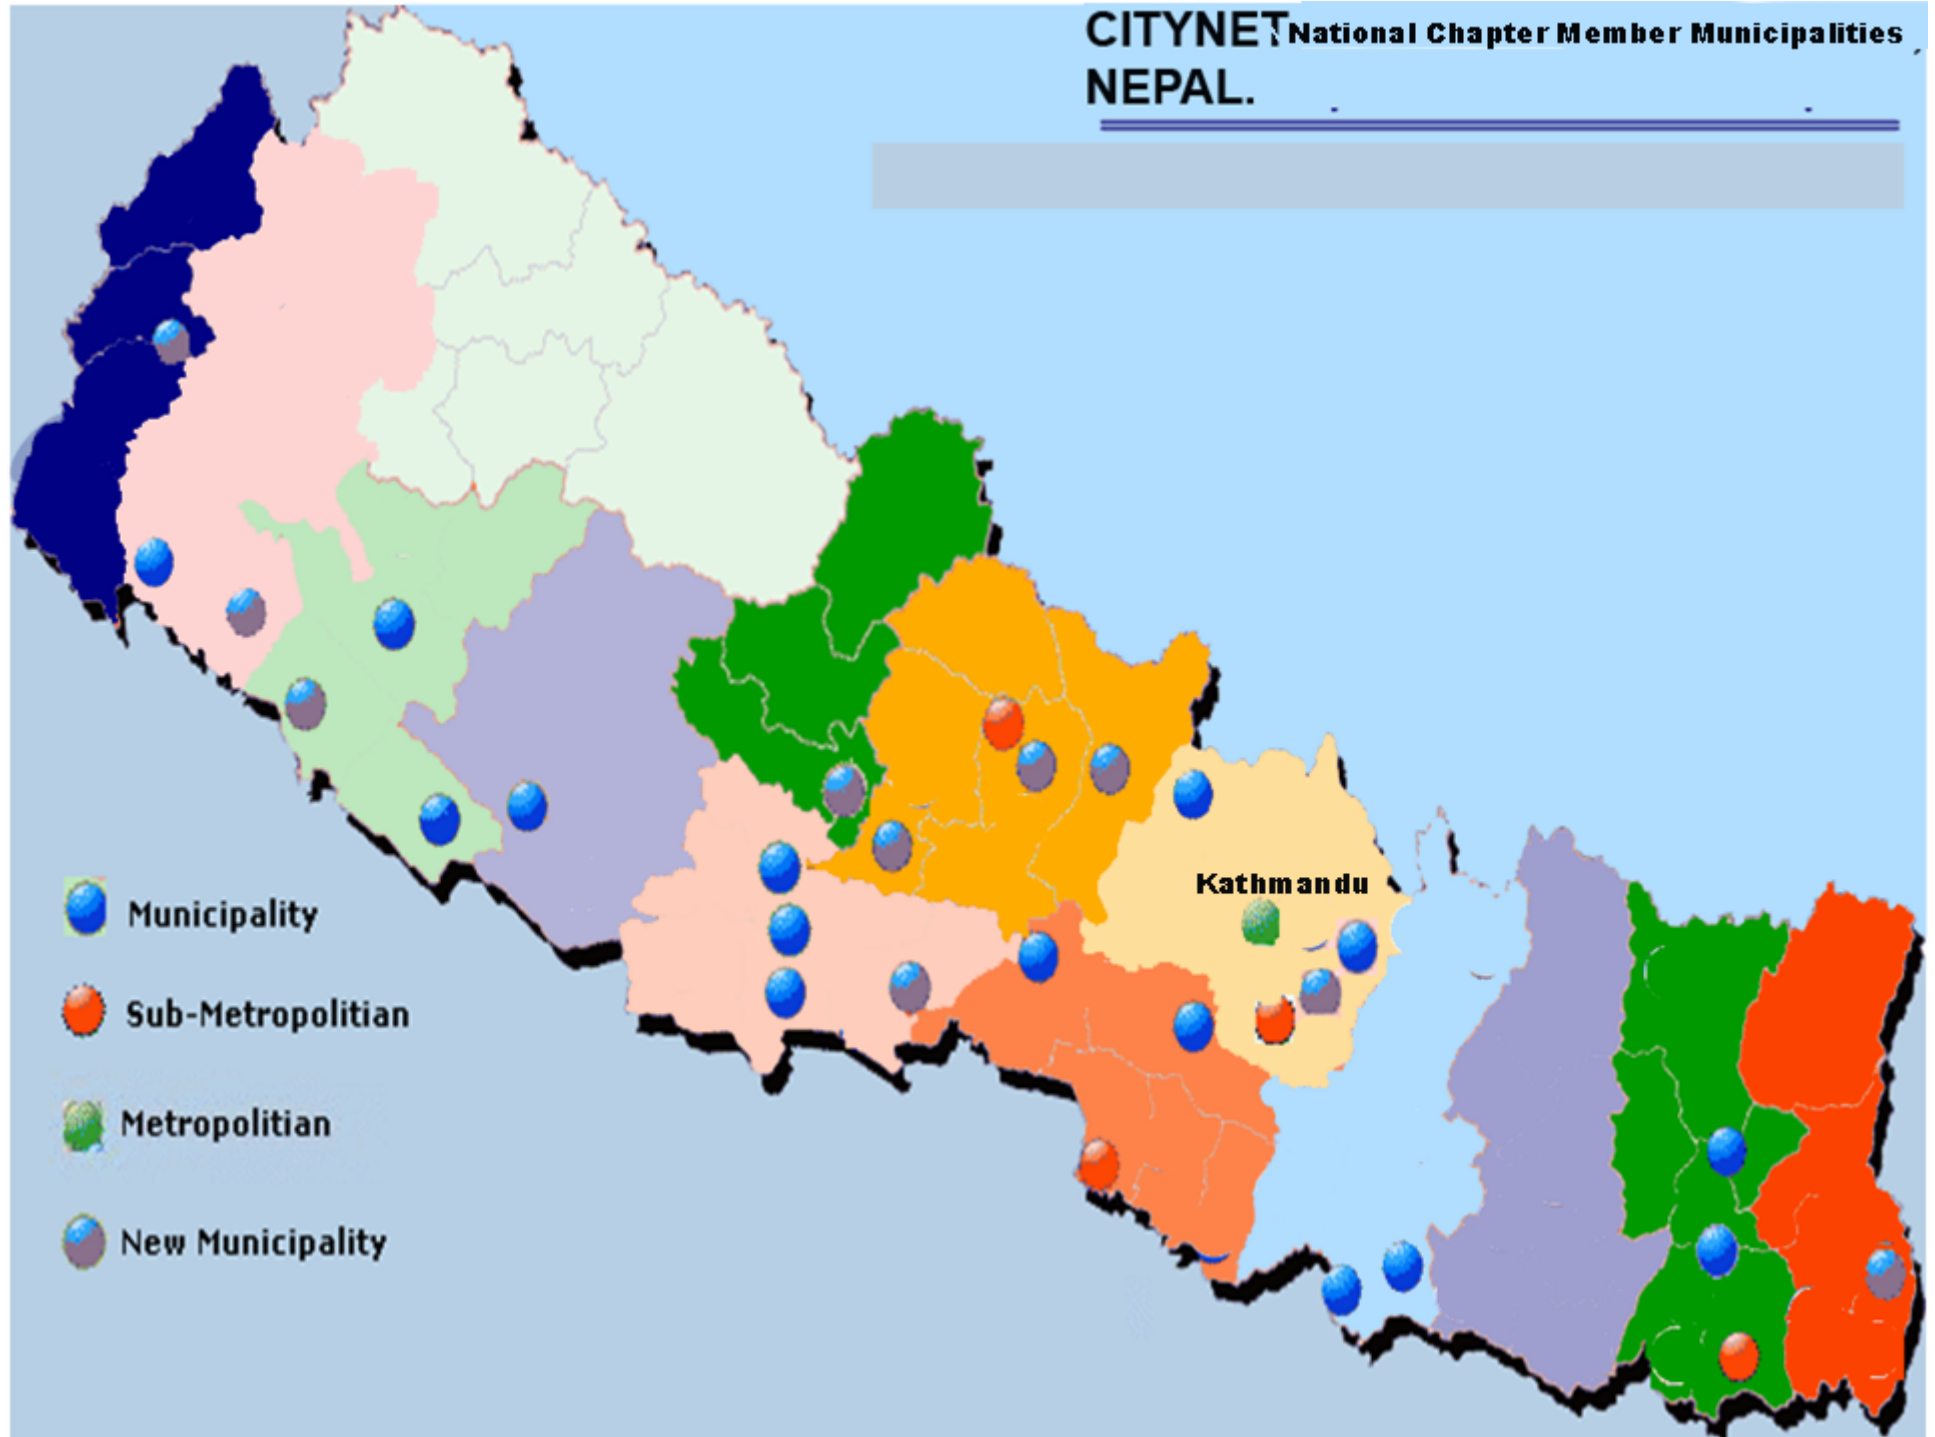 CITYNET National Chapter Member Municipalities
NEPAL.
Kathmandu
Municipality
Sub-Metropolitian
Metropolitian
New Municipality